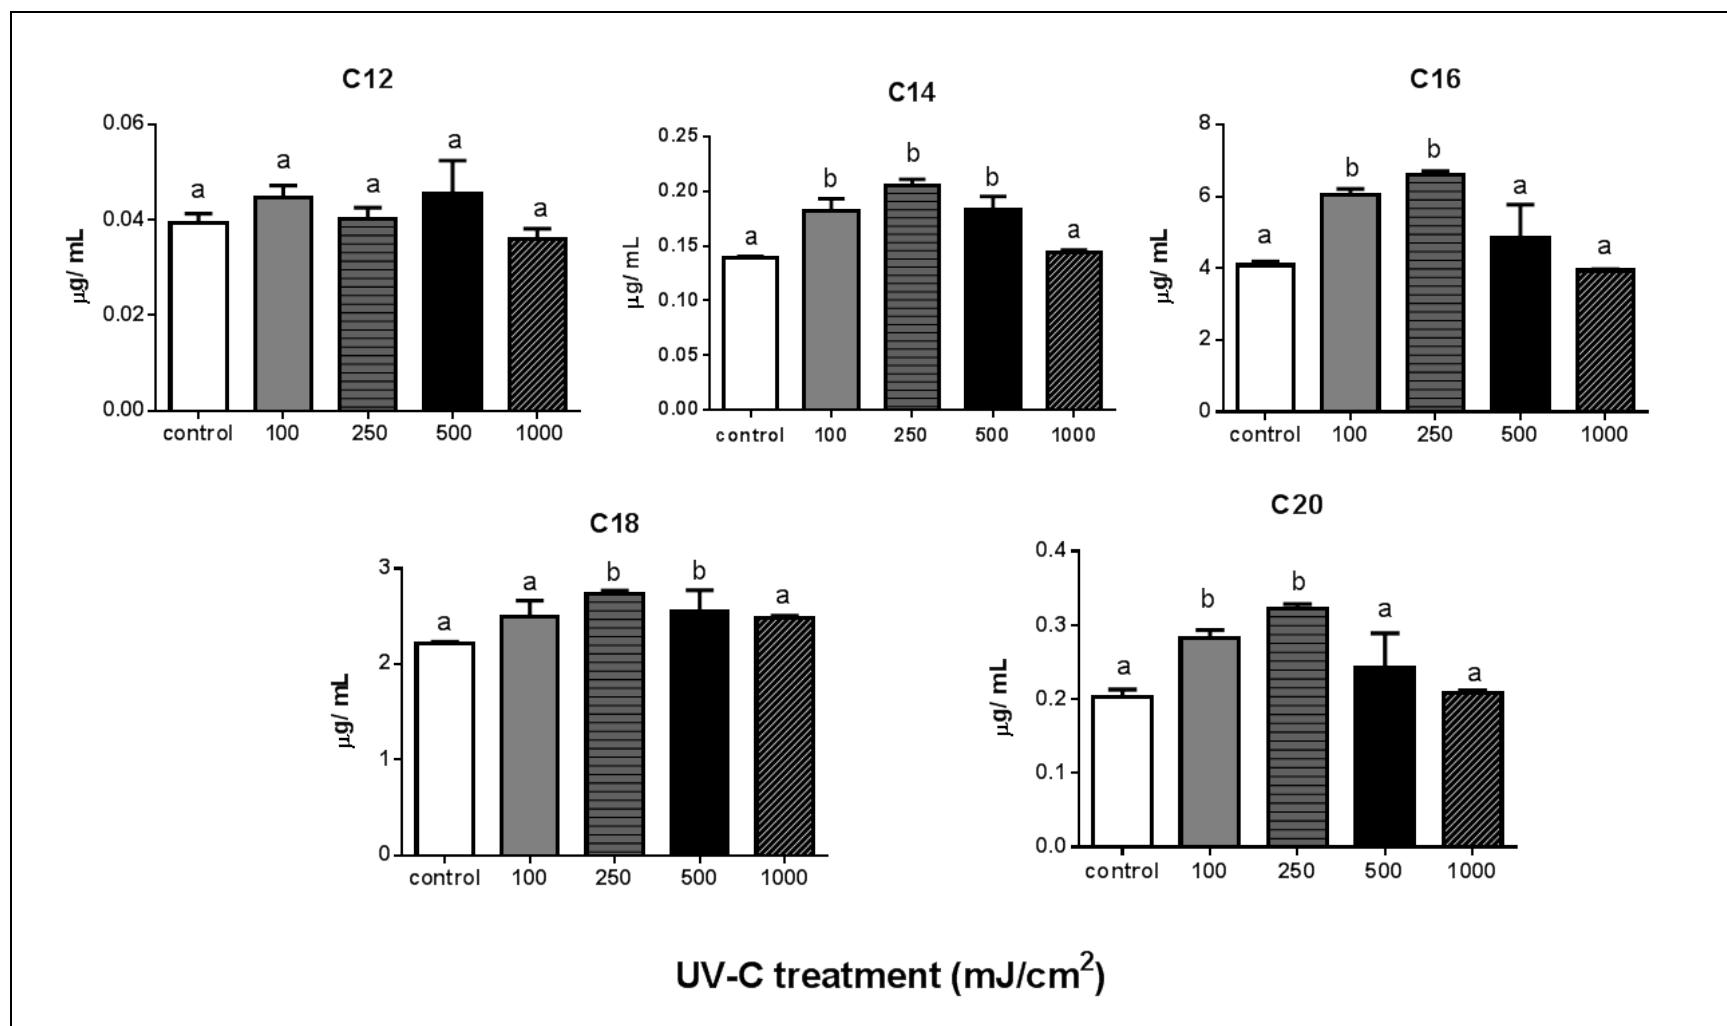 C12
0.06
0.04
0.02
0.00
µg/ mL
a
a
a
a
a
control 100 250 500 1000
C14
0.25
0.20
0.15
0.10
0.05
0.00
µg/ mL
a
b
b
b
a
control 100 250 500 1000
C16
8
6
4
2
0
µg/ mL
a
b
b
a
a
control 100 250 500 1000
C18
3
2
1
0
µg/ mL
a
a
b
b
a
control 100 250 500 1000
C20
0.4
0.3
0.2
0.1
0.0
µg/ mL
a
b
b
a
a
control 100 250 500 1000
UV-C treatment (mJ/cm²)